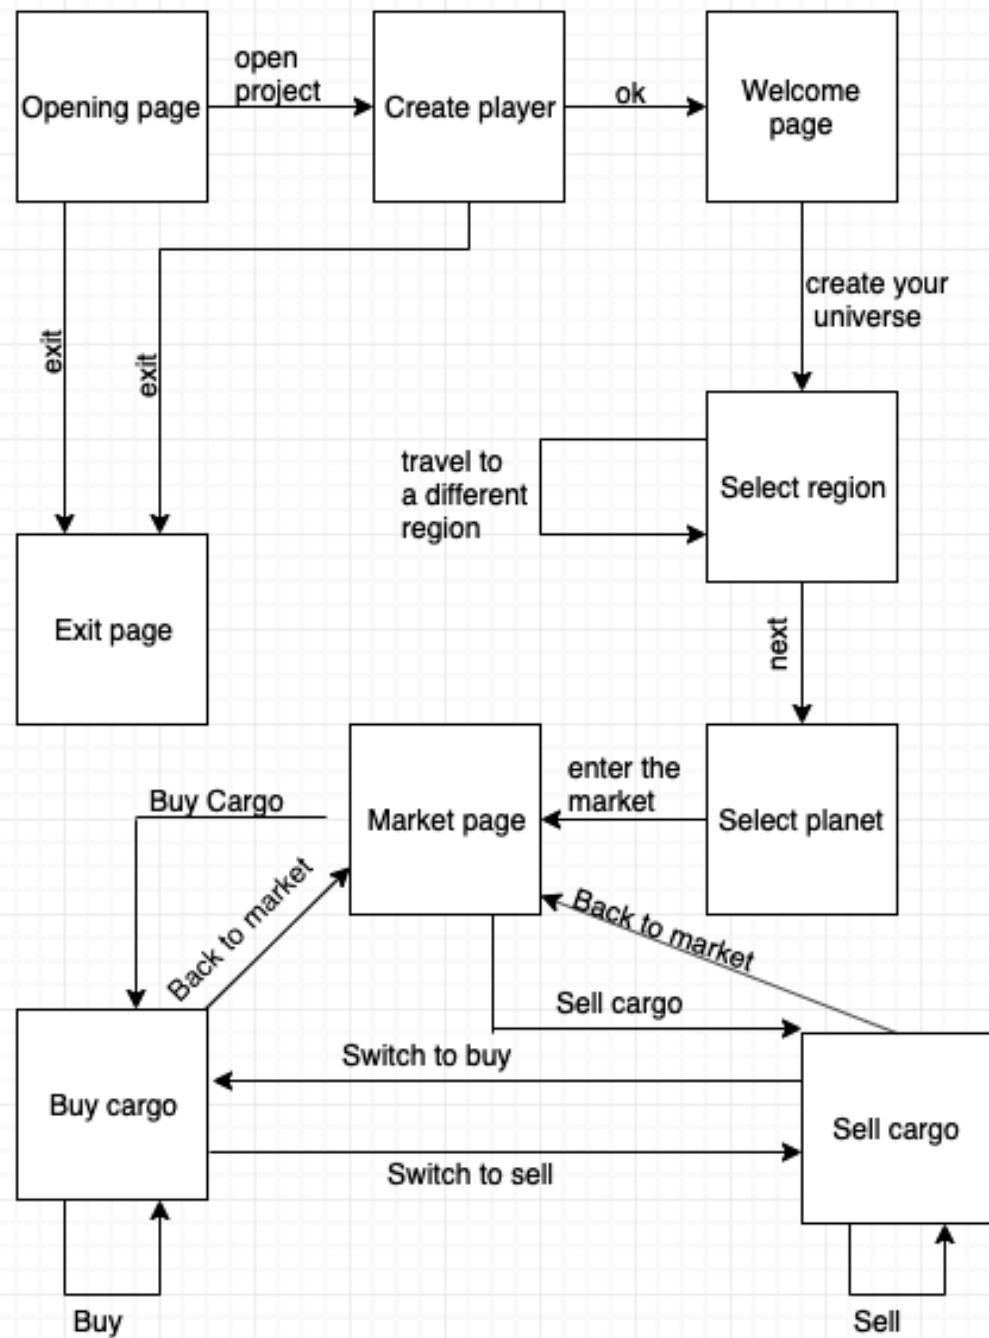 open
project
Opening page
Create player
ok
Welcome
page
exit
exit
create your
universe
travel to
a different
region
Select region
Exit page
next
Buy Cargo
Market page
enter the
market
Select planet
Back to market
Back to market
Sell cargo
Switch to buy
Buy cargo
Sell cargo
Switch to sell
Buy
Sell